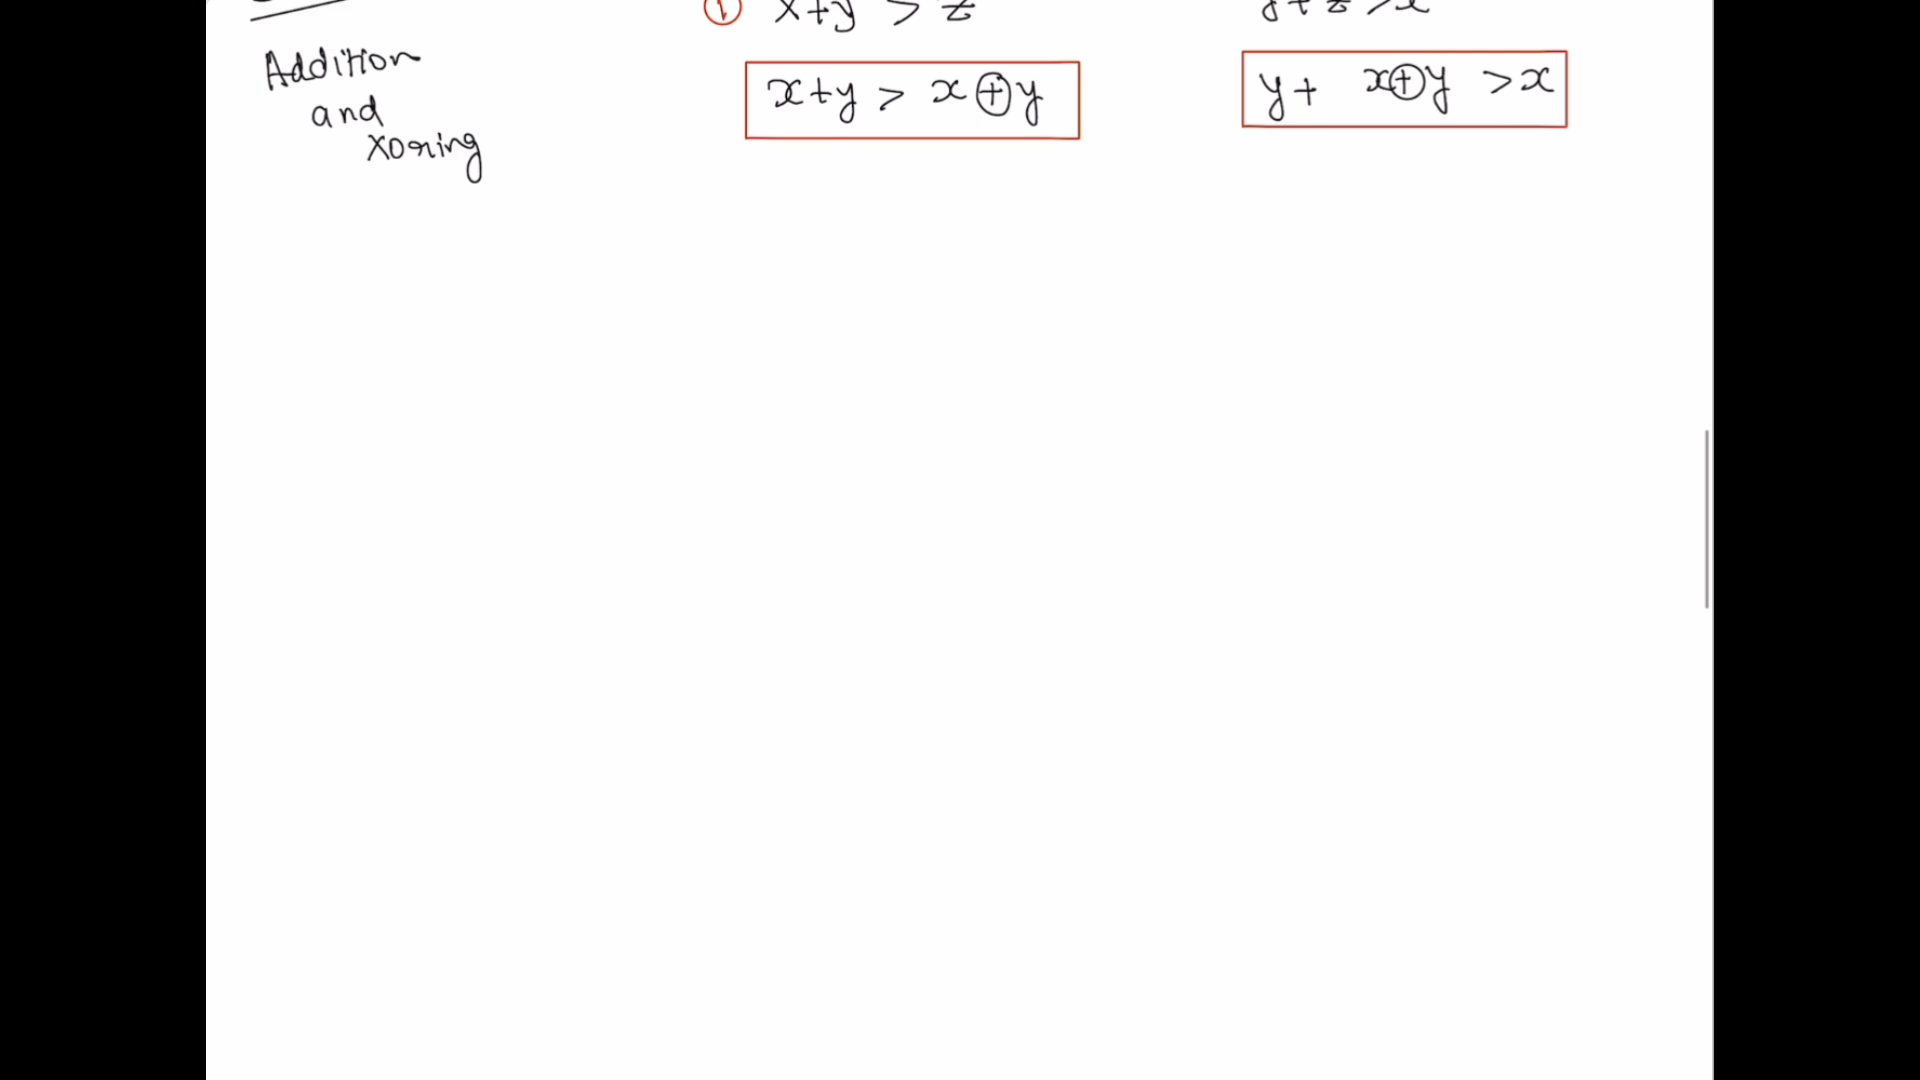 ① x+y > z
y+z >x
Addition
and
xoring
x+y > x⊕y
y+ x⊕y >x